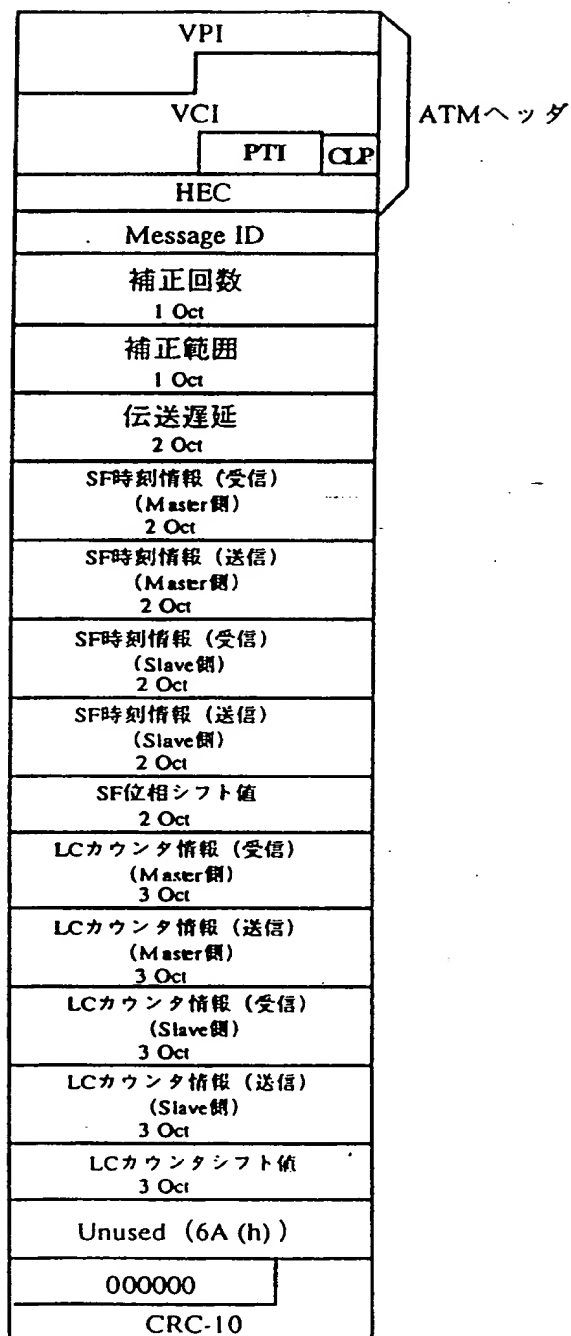 VPI
VCI
ATMヘッダ
PTI
CLP
HEC
Message ID
補正回数
1 Oct
補正範囲
1 Oct
伝送遅延
2 Oct
SF時刻情報（受信）
(Master側)
2 Oct
SF時刻情報（送信）
(Master側)
2 Oct
SF時刻情報（受信）
(Slave側)
2 Oct
SF時刻情報（送信）
(Slave側)
2 Oct
SF位相シフト値
2 Oct
LCカウンタ情報（受信）
(Master側)
3 Oct
LCカウンタ情報（送信）
(Master側)
3 Oct
LCカウンタ情報（受信）
(Slave側)
3 Oct
LCカウンタ情報（送信）
(Slave側)
3 Oct
LCカウンタシフト値
3 Oct
Unused（6A (h)）
000000
CRC-10